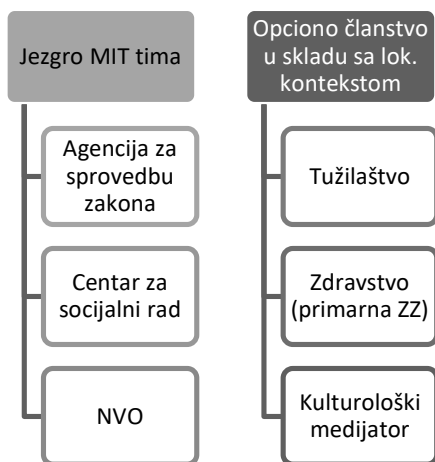 Jezgro MIT tima
Agencija za
sprovedbu
zakona
Centar za
socijalni rad
NVO
Opciono članstvo
u skladu sa lok.
kontekstom
Tužilaštvo
Zdravstvo
(primarna ZZ)
Kulturološki
medijator